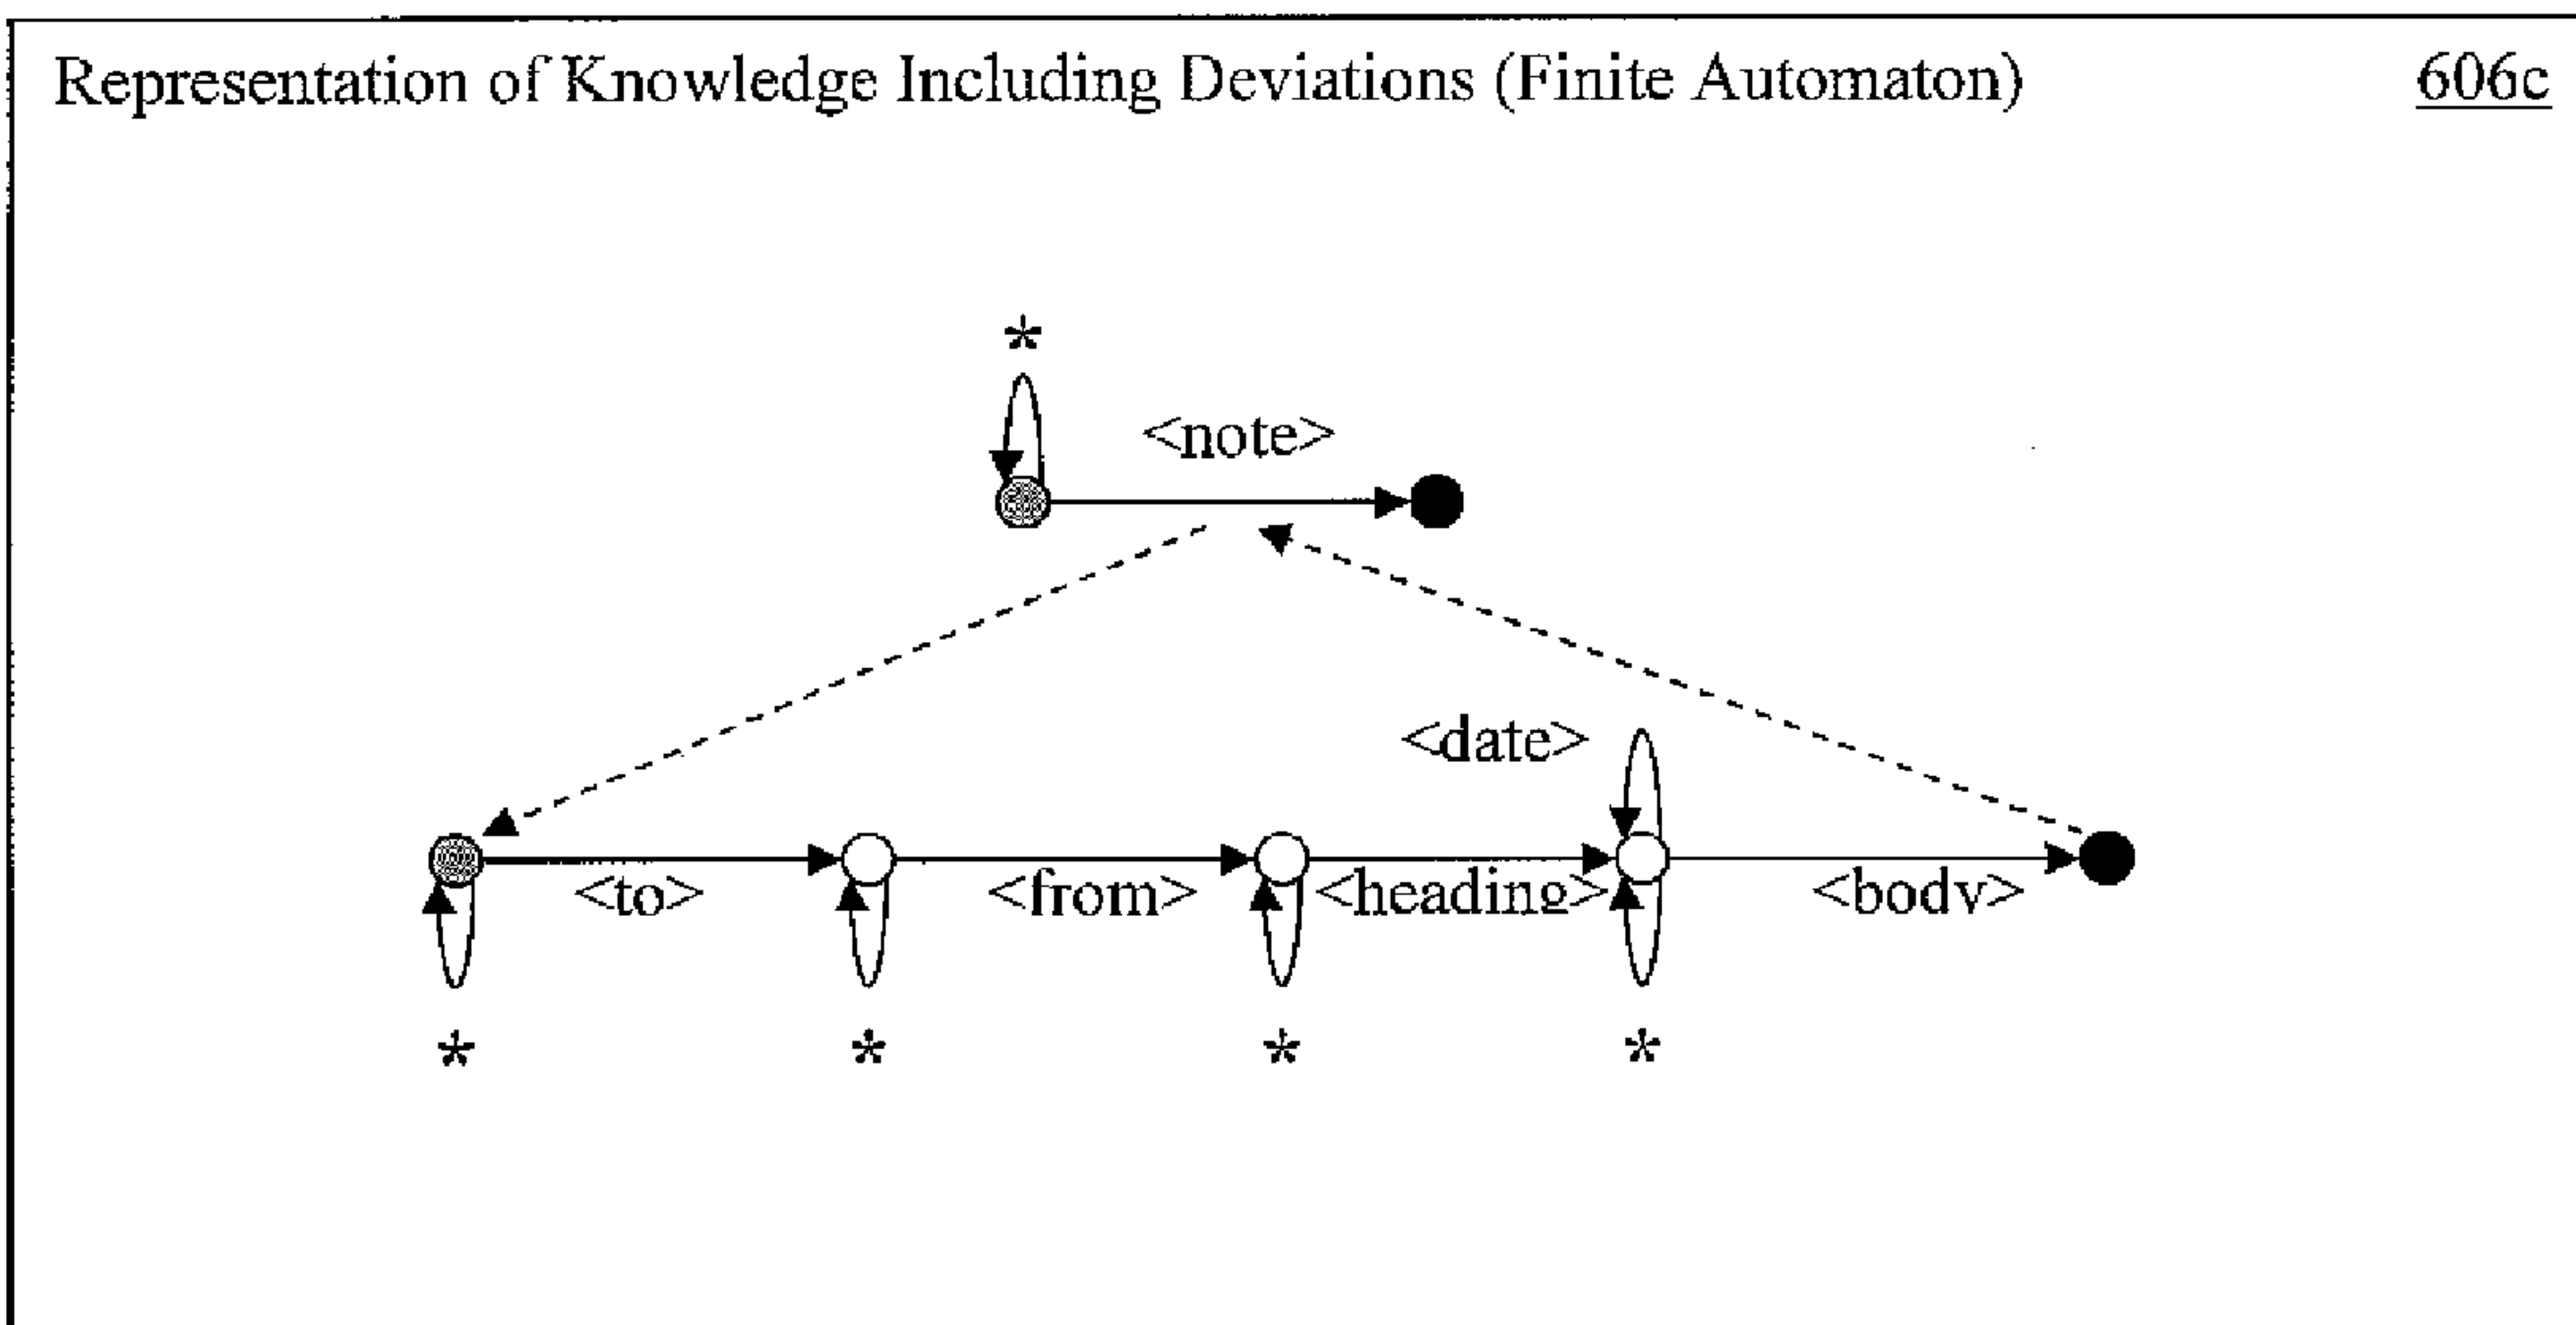 Representation of Knowledge Including Deviations (Finite Automaton) 606c
*
<note>
<date>
<to> <from> <heading> <body>
* * * *